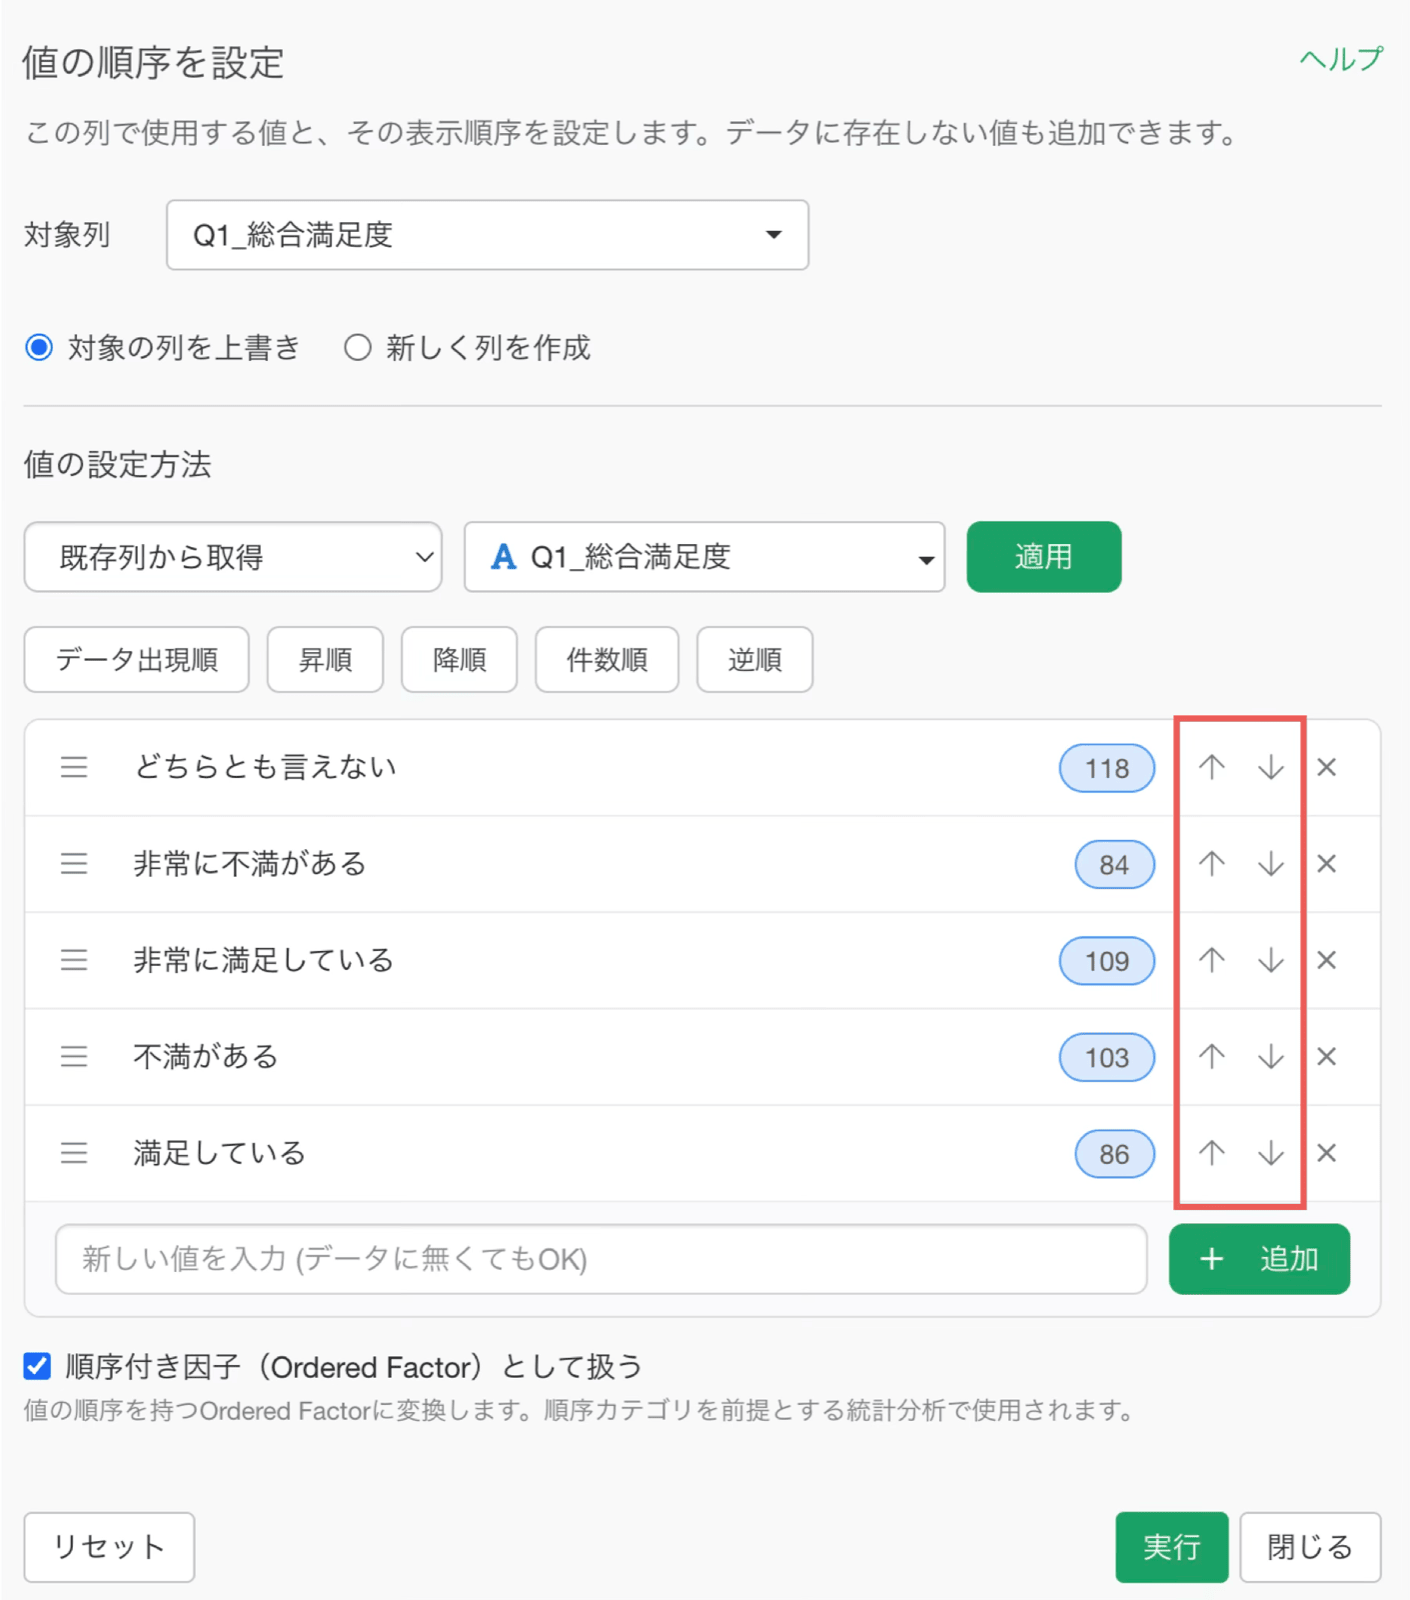 値の順序を設定
ヘルプ
この列で使用する値と、その表示順序を設定します。データに存在しない値も追加できます。
対象列
Q1_総合満足度
対象の列を上書き
新しく列を作成
値の設定方法
既存列から取得
A Q1_総合満足度
適用
データ出現順
昇順
降順
件数順
逆順
どちらとも言えない 118
非常に不満がある 84
非常に満足している 109
不満がある 103
満足している 86
新しい値を入力 (データに無くてもOK)
+ 追加
順序付き因子（Ordered Factor）として扱う
値の順序を持つOrdered Factorに変換します。順序カテゴリを前提とする統計分析で使用されます。
リセット
実行
閉じる